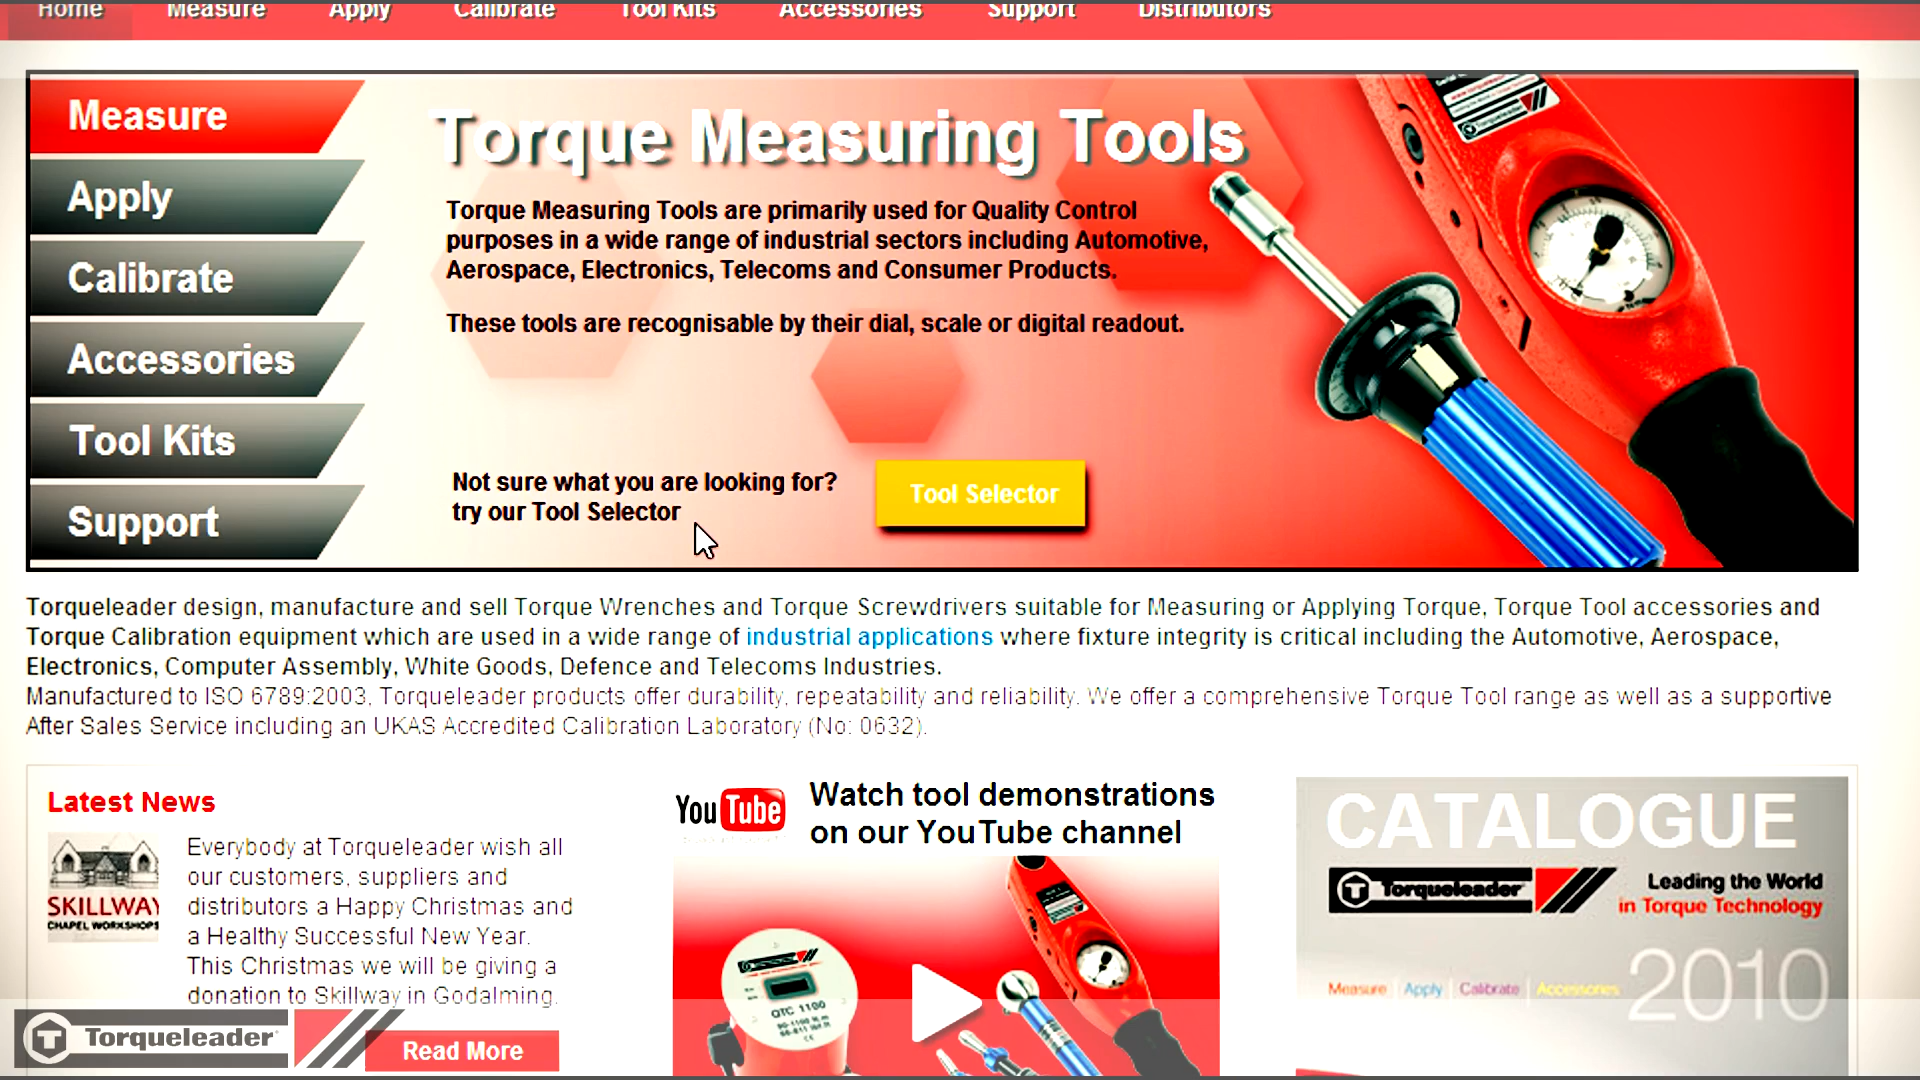 Home Measure Apply Calibrate Tool Kits Accessories Support Distributors
Measure
Apply
Calibrate
Accessories
Tool Kits
Support
Torque Measuring Tools
Torque Measuring Tools are primarily used for Quality Control
purposes in a wide range of industrial sectors including Automotive,
Aerospace, Electronics, Telecoms and Consumer Products.
These tools are recognisable by their dial, scale or digital readout.
Not sure what you are looking for?
try our Tool Selector
Tool Selector
Torqueleader design, manufacture and sell Torque Wrenches and Torque Screwdrivers suitable for Measuring or Applying Torque, Torque Tool accessories and
Torque Calibration equipment which are used in a wide range of industrial applications where fixture integrity is critical including the Automotive, Aerospace,
Electronics, Computer Assembly, White Goods, Defence and Telecoms Industries.
Manufactured to ISO 6789:2003, Torqueleader products offer durability, repeatability and reliability. We offer a comprehensive Torque Tool range as well as a supportive
After Sales Service including an UKAS Accredited Calibration Laboratory (No: 0632).
Latest News
SKILLWAY
CHAPEL WORKSHOPS
Everybody at Torqueleader wish all
our customers, suppliers and
distributors a Happy Christmas and
a Healthy Successful New Year.
This Christmas we will be giving a
donation to Skillway in Godalming.
Read More
Torqueleader
YouTube
Watch tool demonstrations
on our YouTube channel
QTC 1100
CATALOGUE
Torqueleader
Leading the World
in Torque Technology
2010
Measure Apply Calibrate Accessories